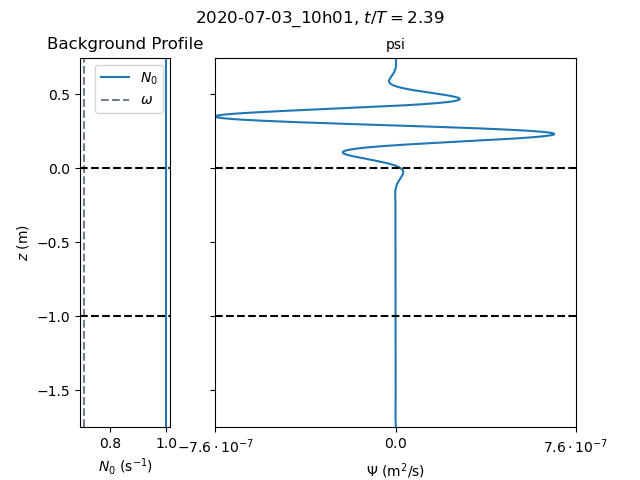 2020-07-03_10h01, t/T = 2.39
Background Profile
psi
N₀
ω
0.5
0.0
−0.5
−1.0
−1.5
z (m)
0.8
1.0
N₀ (s⁻¹)
−7.6 · 10⁻⁷
0.0
7.6 · 10⁻⁷
Ψ (m²/s)